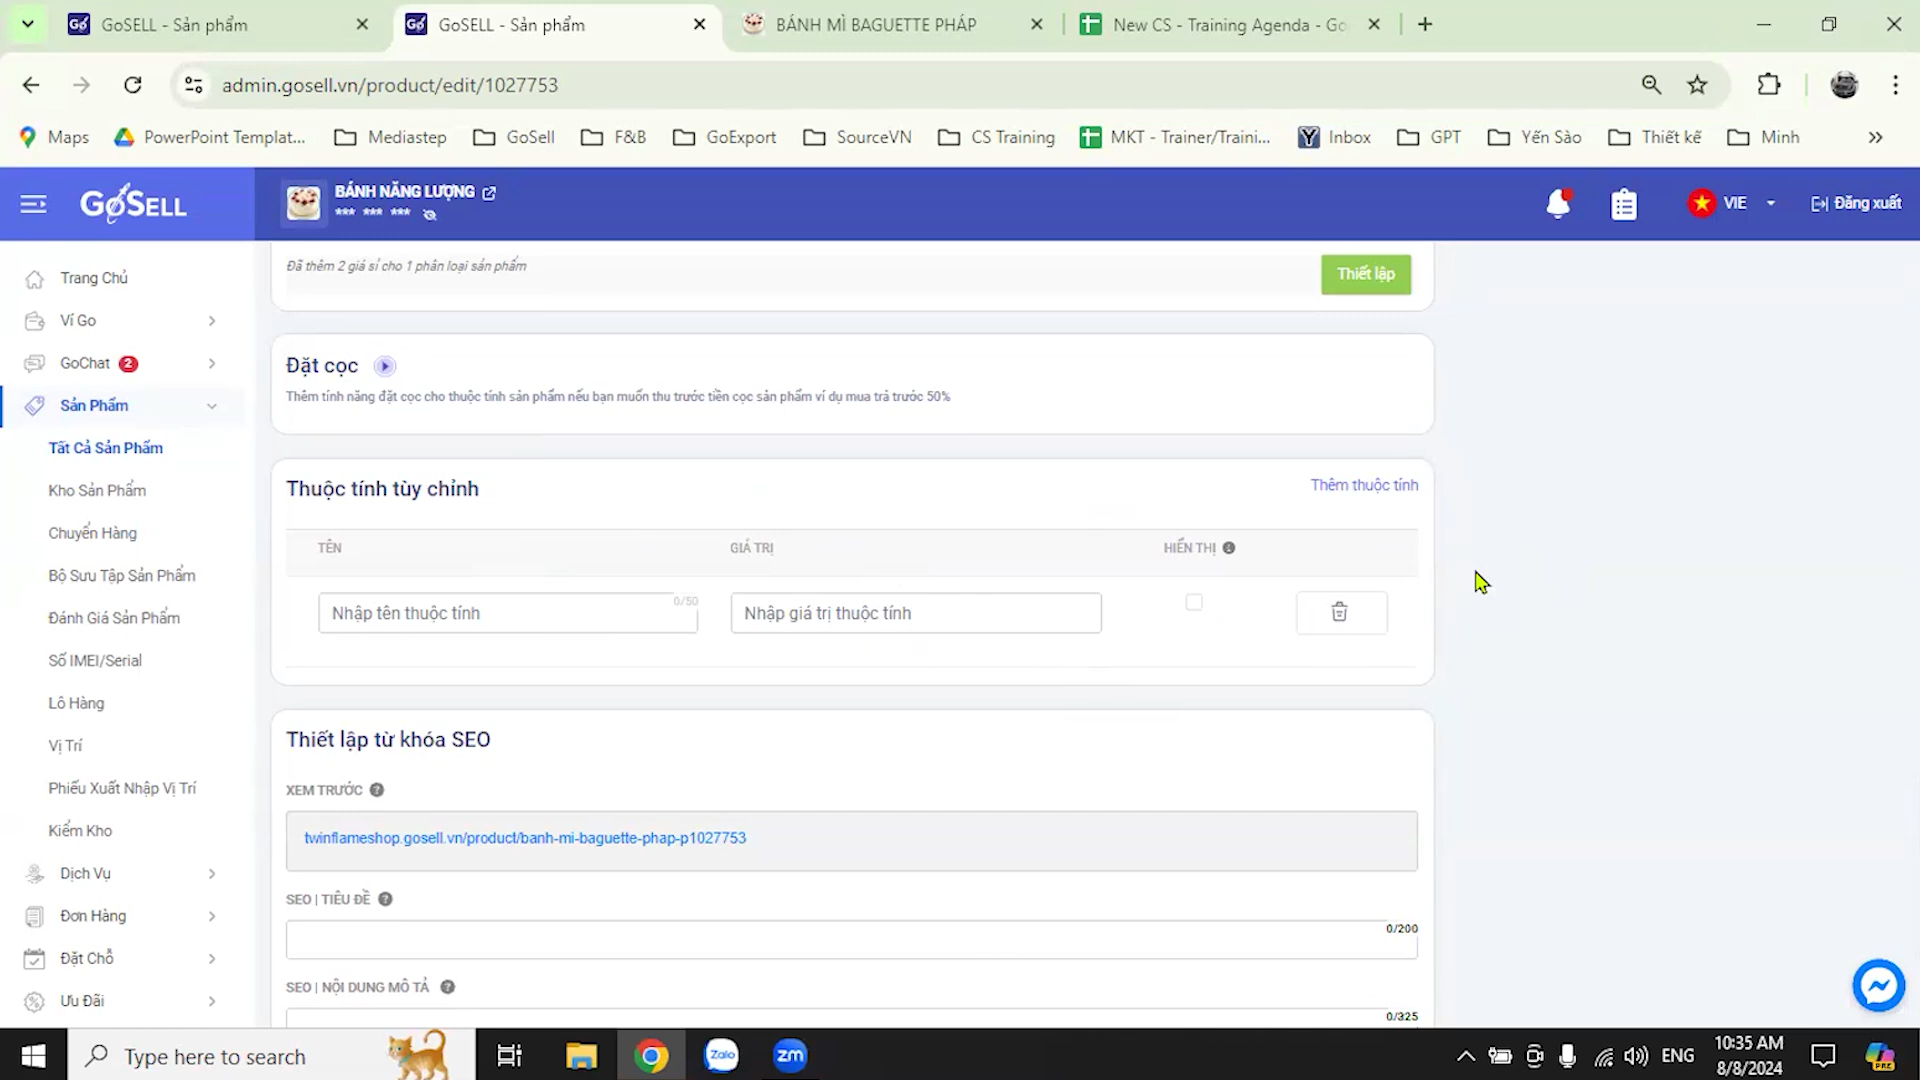 GoSELL - Sản phẩm
GoSELL - Sản phẩm
BÁNH MÌ BAGUETTE PHÁP
New CS - Training Agenda - Go
admin.gosell.vn/product/edit/1027753
Maps
PowerPoint Templat...
Mediastep
GoSell
F&B
GoExport
SourceVN
CS Training
MKT - Trainer/Traini...
Inbox
GPT
Yến Sào
Thiết kế
Minh
GoSELL
BÁNH NĂNG LƯỢNG
*** *** ***
VIE
Đăng xuất
Trang Chủ
Ví Go
GoChat 2
Sản Phẩm
Tất Cả Sản Phẩm
Kho Sản Phẩm
Chuyển Hàng
Bộ Sưu Tập Sản Phẩm
Đánh Giá Sản Phẩm
Số IMEI/Serial
Lô Hàng
Vị Trí
Phiếu Xuất Nhập Vị Trí
Kiểm Kho
Dịch Vụ
Đơn Hàng
Đặt Chỗ
Ưu Đãi
Đã thêm 2 giá sỉ cho 1 phân loại sản phẩm
Thiết lập
Đặt cọc
Thêm tính năng đặt cọc cho thuộc tính sản phẩm nếu bạn muốn thu trước tiền cọc sản phẩm ví dụ mua trả trước 50%
Thuộc tính tùy chỉnh
Thêm thuộc tính
TÊN
GIÁ TRỊ
HIỂN THỊ
Nhập tên thuộc tính
0/50
Nhập giá trị thuộc tính
Thiết lập từ khóa SEO
XEM TRƯỚC
twinflameshop.gosell.vn/product/banh-mi-baguette-phap-p1027753
SEO | TIÊU ĐỀ
0/200
SEO | NỘI DUNG MÔ TẢ
0/325
Type here to search
Zalo
zm
ENG
10:35 AM
8/8/2024
PRE